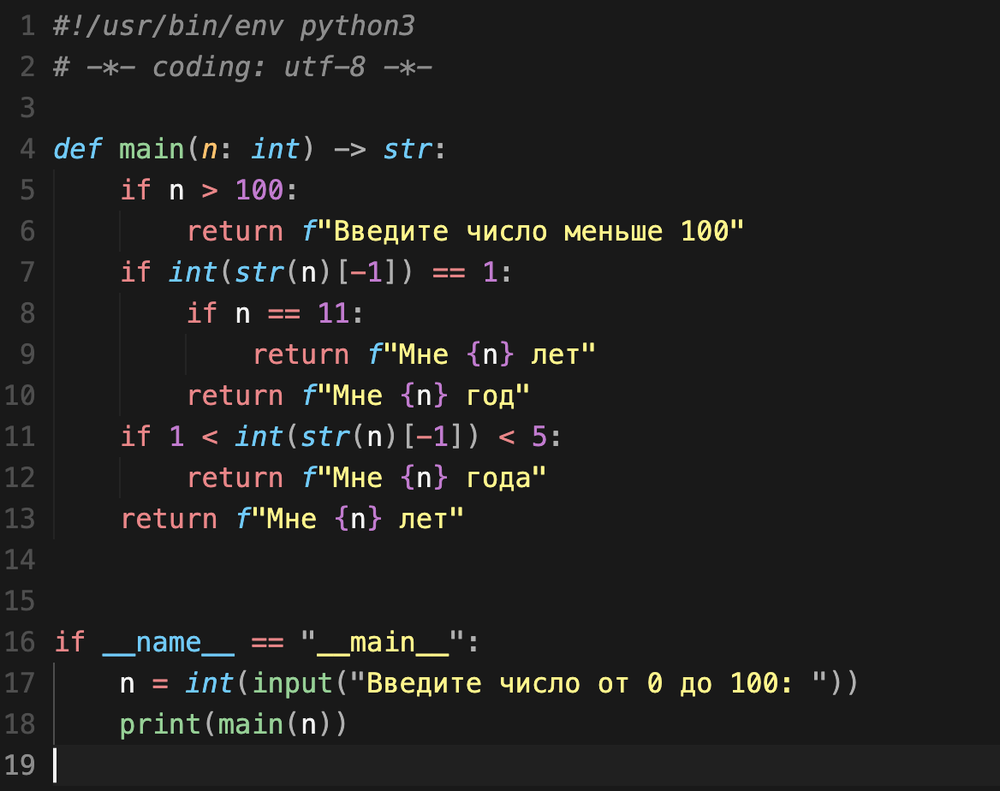 1 #!/usr/bin/env python3
2 # -*- coding: utf-8 -*-
3
4 def main(n: int) -> str:
5     if n > 100:
6         return f"Введите число меньше 100"
7     if int(str(n)[-1]) == 1:
8         if n == 11:
9             return f"Мне {n} лет"
10         return f"Мне {n} год"
11     if 1 < int(str(n)[-1]) < 5:
12         return f"Мне {n} года"
13     return f"Мне {n} лет"
14
15
16 if __name__ == "__main__":
17     n = int(input("Введите число от 0 до 100: "))
18     print(main(n))
19